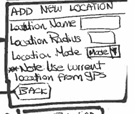 ADD NEW LOCATION
Location Name
Location Radius
Location Mode Mode
* Note Use current
location from gps
BACK